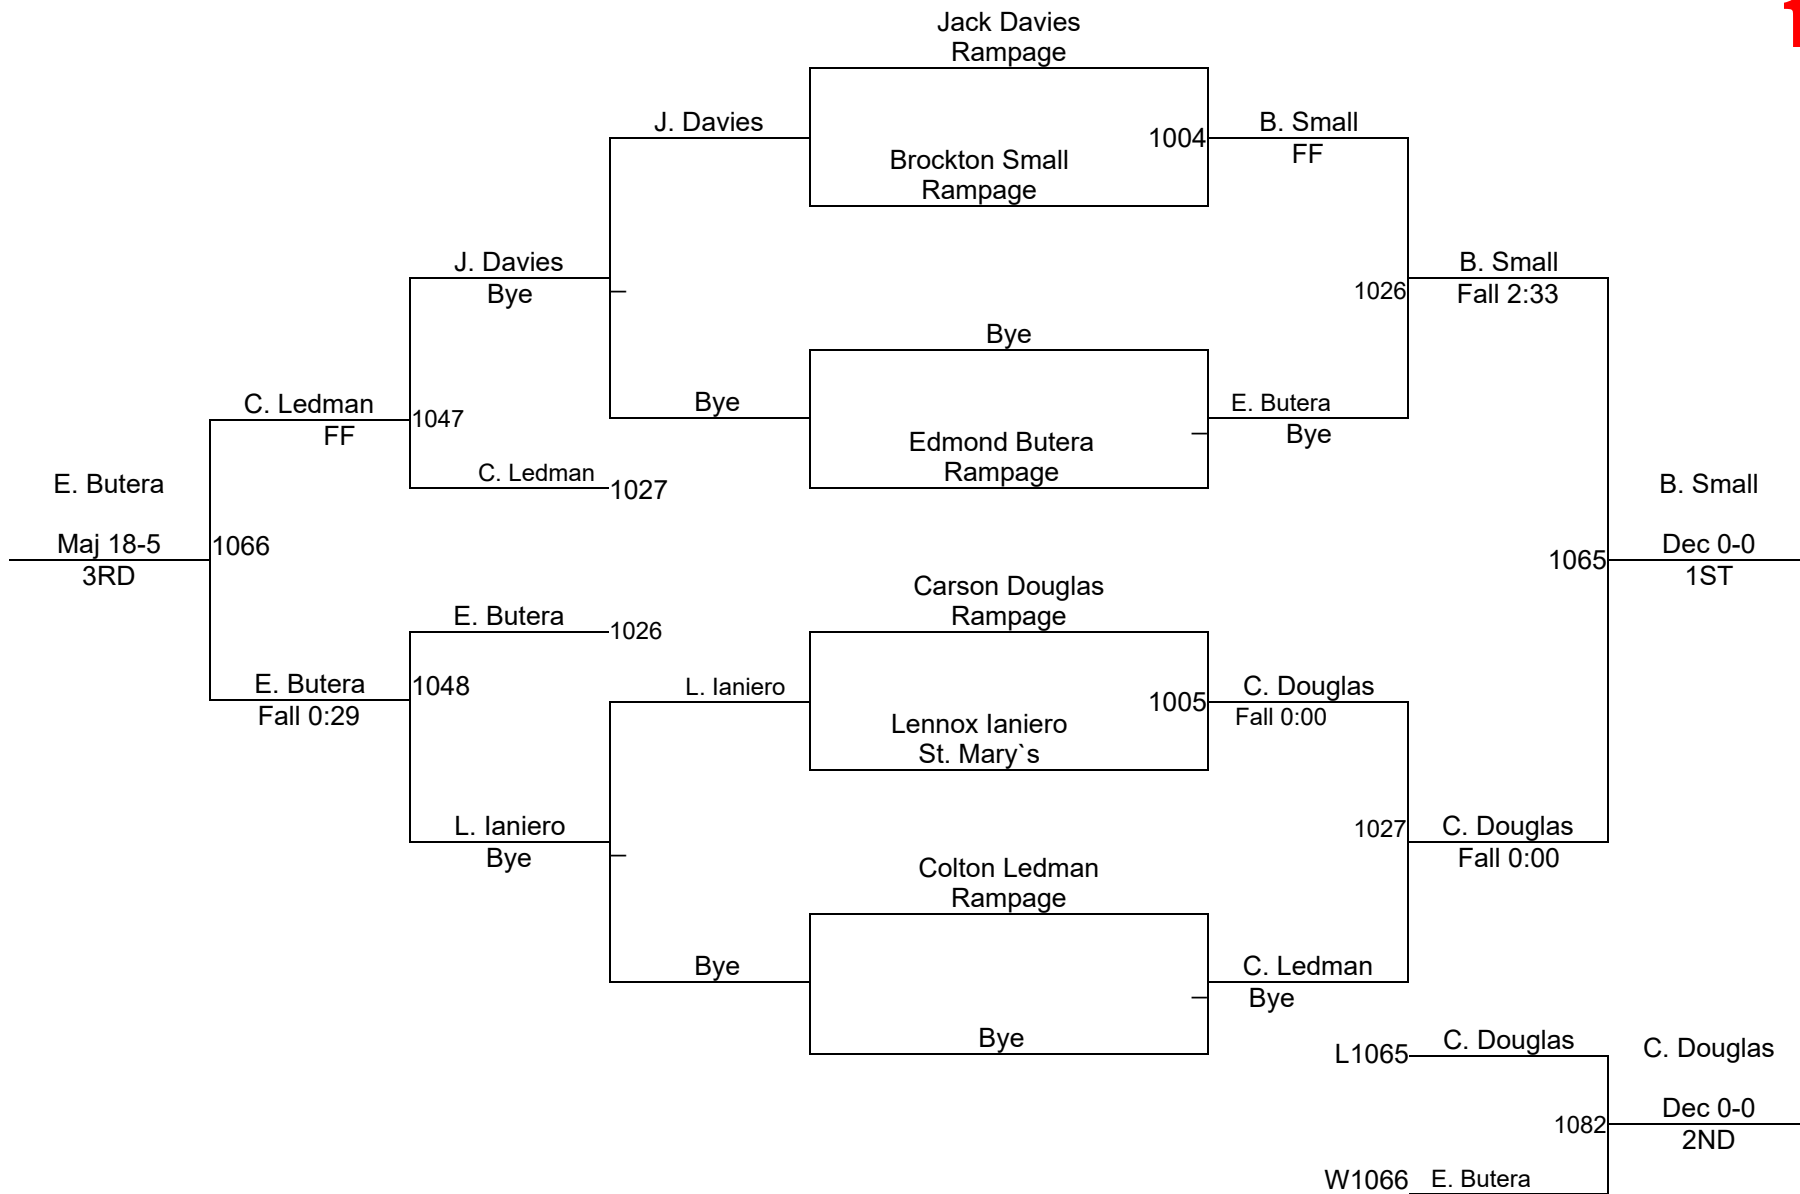 1
Jack Davies
Rampage
J. Davies
1004
B. Small
FF
Brockton Small
Rampage
J. Davies
Bye
1026
B. Small
Fall 2:33
Bye
C. Ledman
FF
1047
Bye
E. Butera
Bye
Edmond Butera
Rampage
C. Ledman
1027
E. Butera
Maj 18-5
3RD
1066
B. Small
1065
Dec 0-0
1ST
Carson Douglas
Rampage
E. Butera
1026
E. Butera
Fall 0:29
1048
L. Ianiero
1005
C. Douglas
Fall 0:00
Lennox Ianiero
St. Mary`s
L. Ianiero
Bye
1027
C. Douglas
Fall 0:00
Colton Ledman
Rampage
Bye
C. Ledman
Bye
Bye
L1065
C. Douglas
C. Douglas
1082
Dec 0-0
2ND
W1066
E. Butera